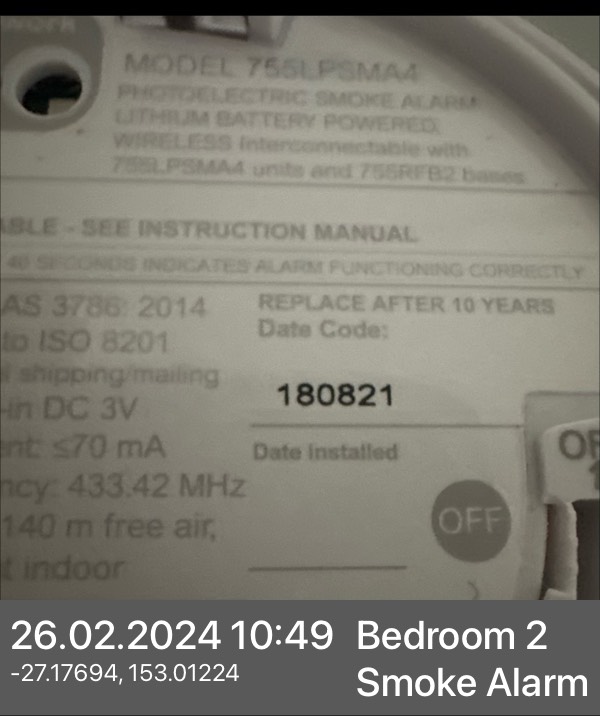 MODEL 755LPSMA4
PHOTOELECTRIC SMOKE ALARM
LITHIUM BATTERY POWERED
WIRELESS Interconnectable with
755LPSMA4 units and 755RFB2 bases
ABLE - SEE INSTRUCTION MANUAL
40 SECONDS INDICATES ALARM FUNCTIONING CORRECTLY
AS 3786: 2014
to ISO 8201
l shipping/mailing
-in DC 3V
ent: ≤70 mA
ncy: 433.42 MHz
140 m free air,
t indoor
REPLACE AFTER 10 YEARS
Date Code:
180821
Date installed
OFF
26.02.2024 10:49
-27.17694, 153.01224
Bedroom 2
Smoke Alarm